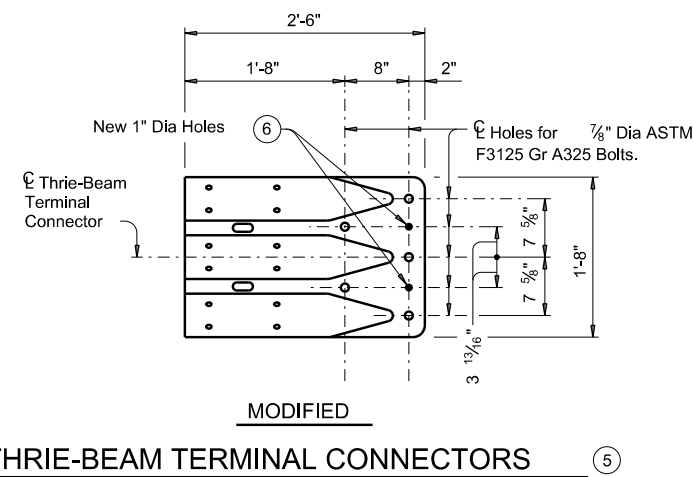 2'-6"
1'-8" 8" 2"
New 1" Dia Holes 6
℄ Holes for 7/8" Dia ASTM
F3125 Gr A325 Bolts.
℄ Thrie-Beam
Terminal
Connector
7 5/8"
7 5/8"
1'-8"
3 13/16"
MODIFIED
THRIE-BEAM TERMINAL CONNECTORS 5